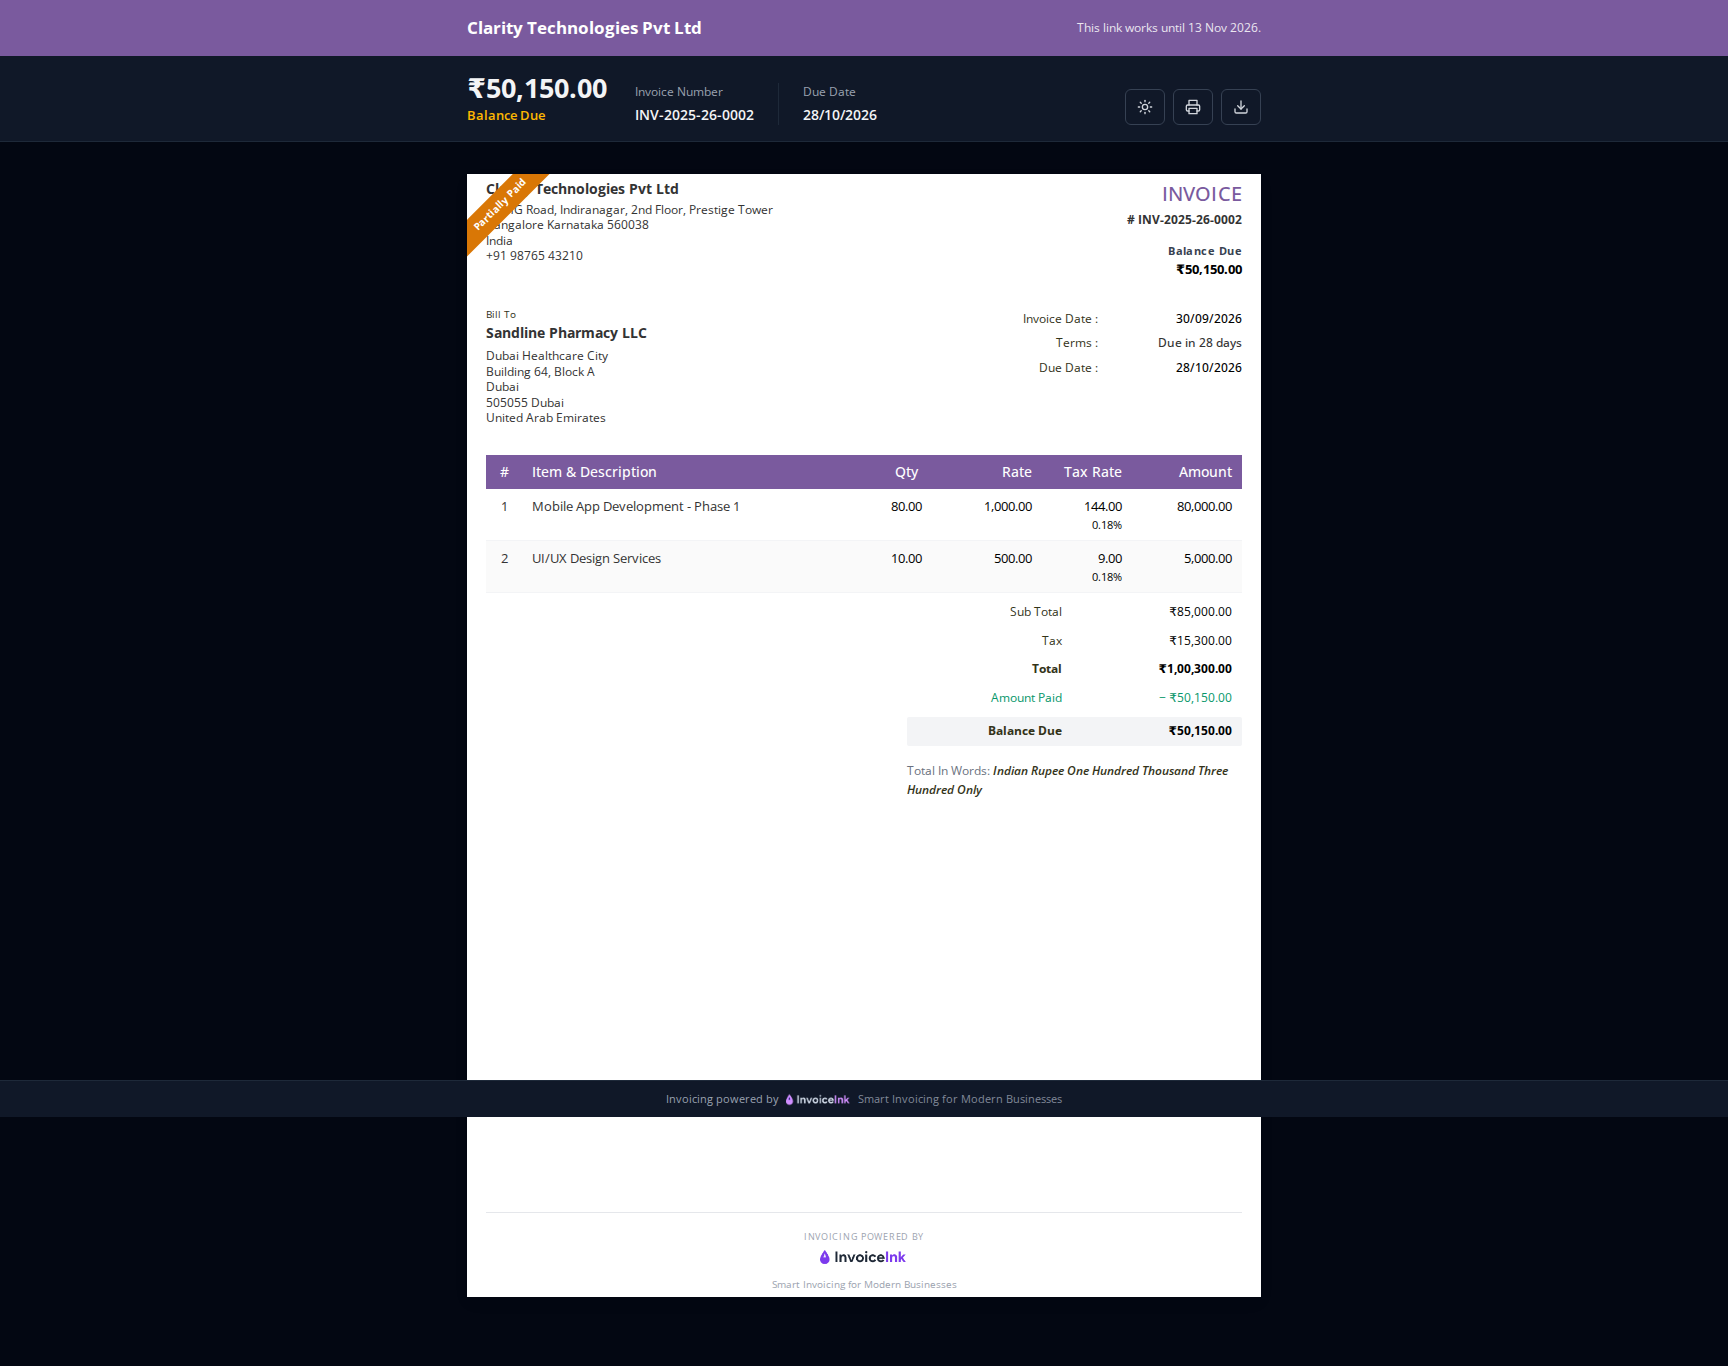 Clarity Technologies Pvt Ltd
This link works until 13 Nov 2026.
₹50,150.00
Balance Due
Invoice Number
INV-2025-26-0002
Due Date
28/10/2026
Partially Paid
Technologies Pvt Ltd
Road, Indiranagar, 2nd Floor, Prestige Tower
Karnataka 560038
India
+91 98765 43210
INVOICE
# INV-2025-26-0002
Balance Due
₹50,150.00
Bill To
Sandline Pharmacy LLC
Dubai Healthcare City
Building 64, Block A
Dubai
505055 Dubai
United Arab Emirates
Invoice Date : 30/09/2026
Terms : Due in 28 days
Due Date : 28/10/2026
# Item & Description Qty Rate Tax Rate Amount
1 Mobile App Development - Phase 1 80.00 1,000.00 144.00 80,000.00
0.18%
2 UI/UX Design Services 10.00 500.00 9.00 5,000.00
0.18%
Sub Total ₹85,000.00
Tax ₹15,300.00
Total ₹1,00,300.00
Amount Paid − ₹50,150.00
Balance Due ₹50,150.00
Total In Words: Indian Rupee One Hundred Thousand Three
Hundred Only
Invoicing powered by InvoiceInk Smart Invoicing for Modern Businesses
INVOICING POWERED BY
InvoiceInk
Smart Invoicing for Modern Businesses